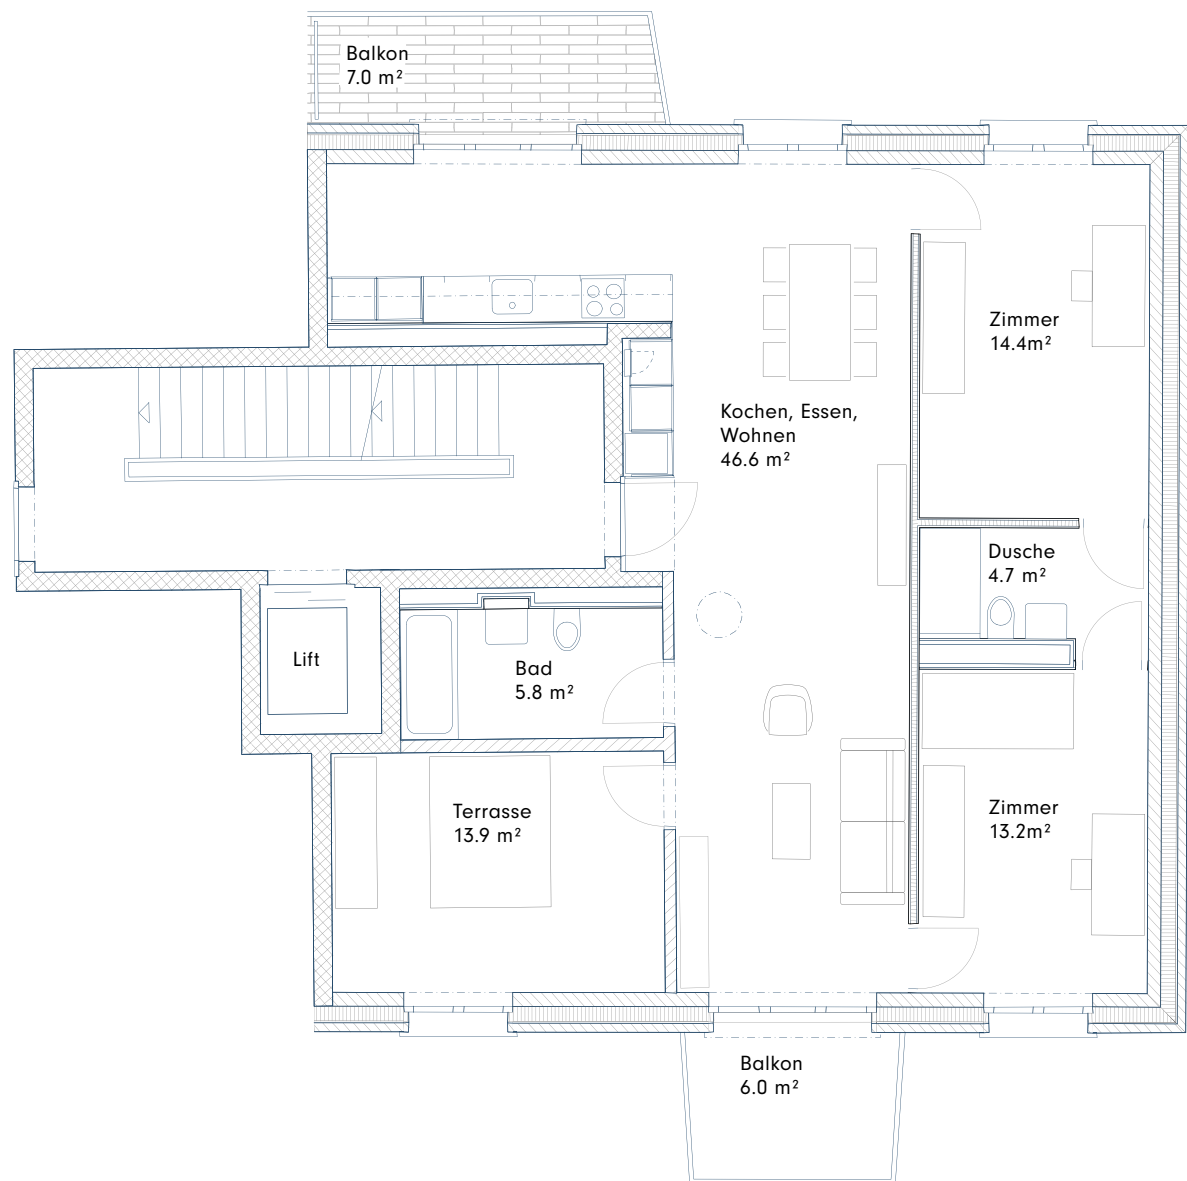 Balkon
7.0 m²
Zimmer
14.4m²
Kochen, Essen,
Wohnen
46.6 m²
Dusche
4.7 m²
Lift
Bad
5.8 m²
Terrasse
13.9 m²
Zimmer
13.2m²
Balkon
6.0 m²